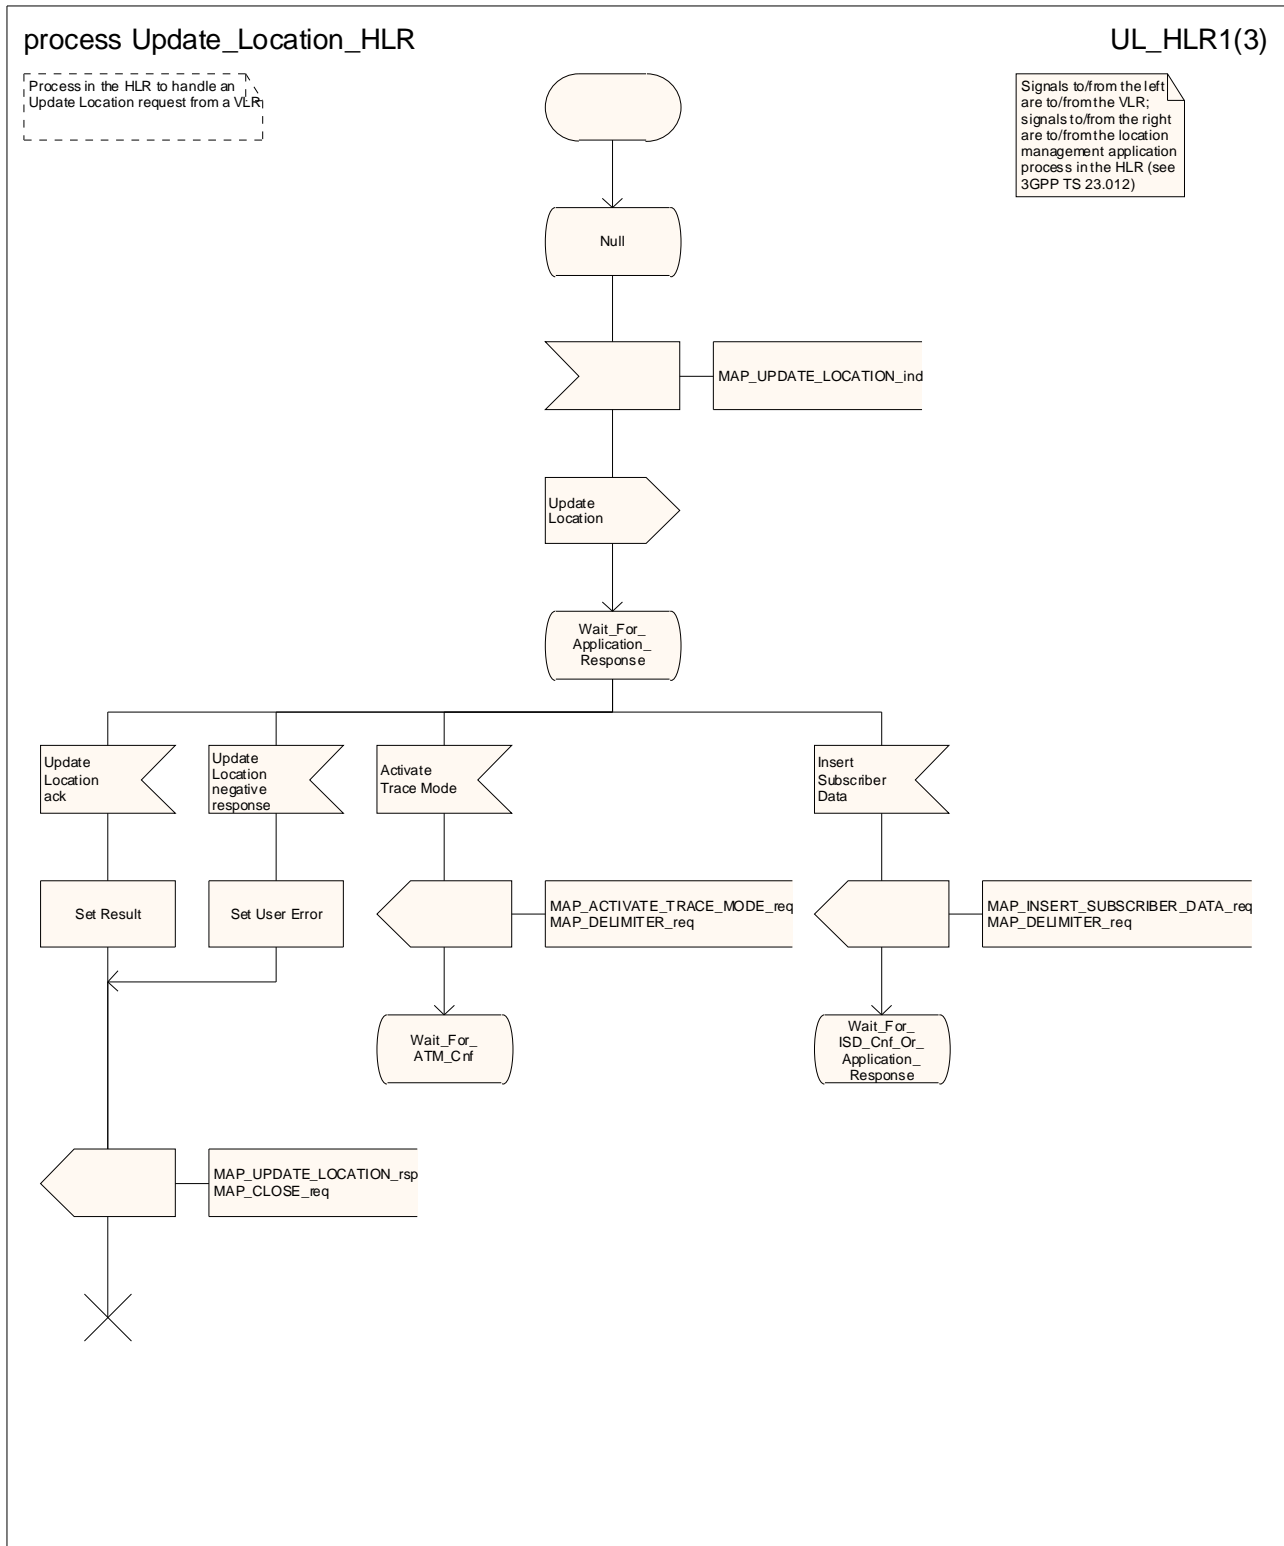 process Update_Location_HLR
UL_HLR1(3)
Process in the HLR to handle an
Update Location request from a VLR
Signals to/from the left
are to/from the VLR;
signals to/from the right
are to/from the location
management application
process in the HLR (see
3GPP TS 23.012)
Null
MAP_UPDATE_LOCATION_ind
Update
Location
Wait_For_
Application_
Response
Update
Location
ack
Update
Location
negative
response
Activate
Trace Mode
Insert
Subscriber
Data
Set Result
Set User Error
MAP_ACTIVATE_TRACE_MODE_req
MAP_DELIMITER_req
MAP_INSERT_SUBSCRIBER_DATA_req
MAP_DELIMITER_req
Wait_For_
ATM_Cnf
Wait_For_
ISD_Cnf_Or_
Application_
Response
MAP_UPDATE_LOCATION_rsp
MAP_CLOSE_req